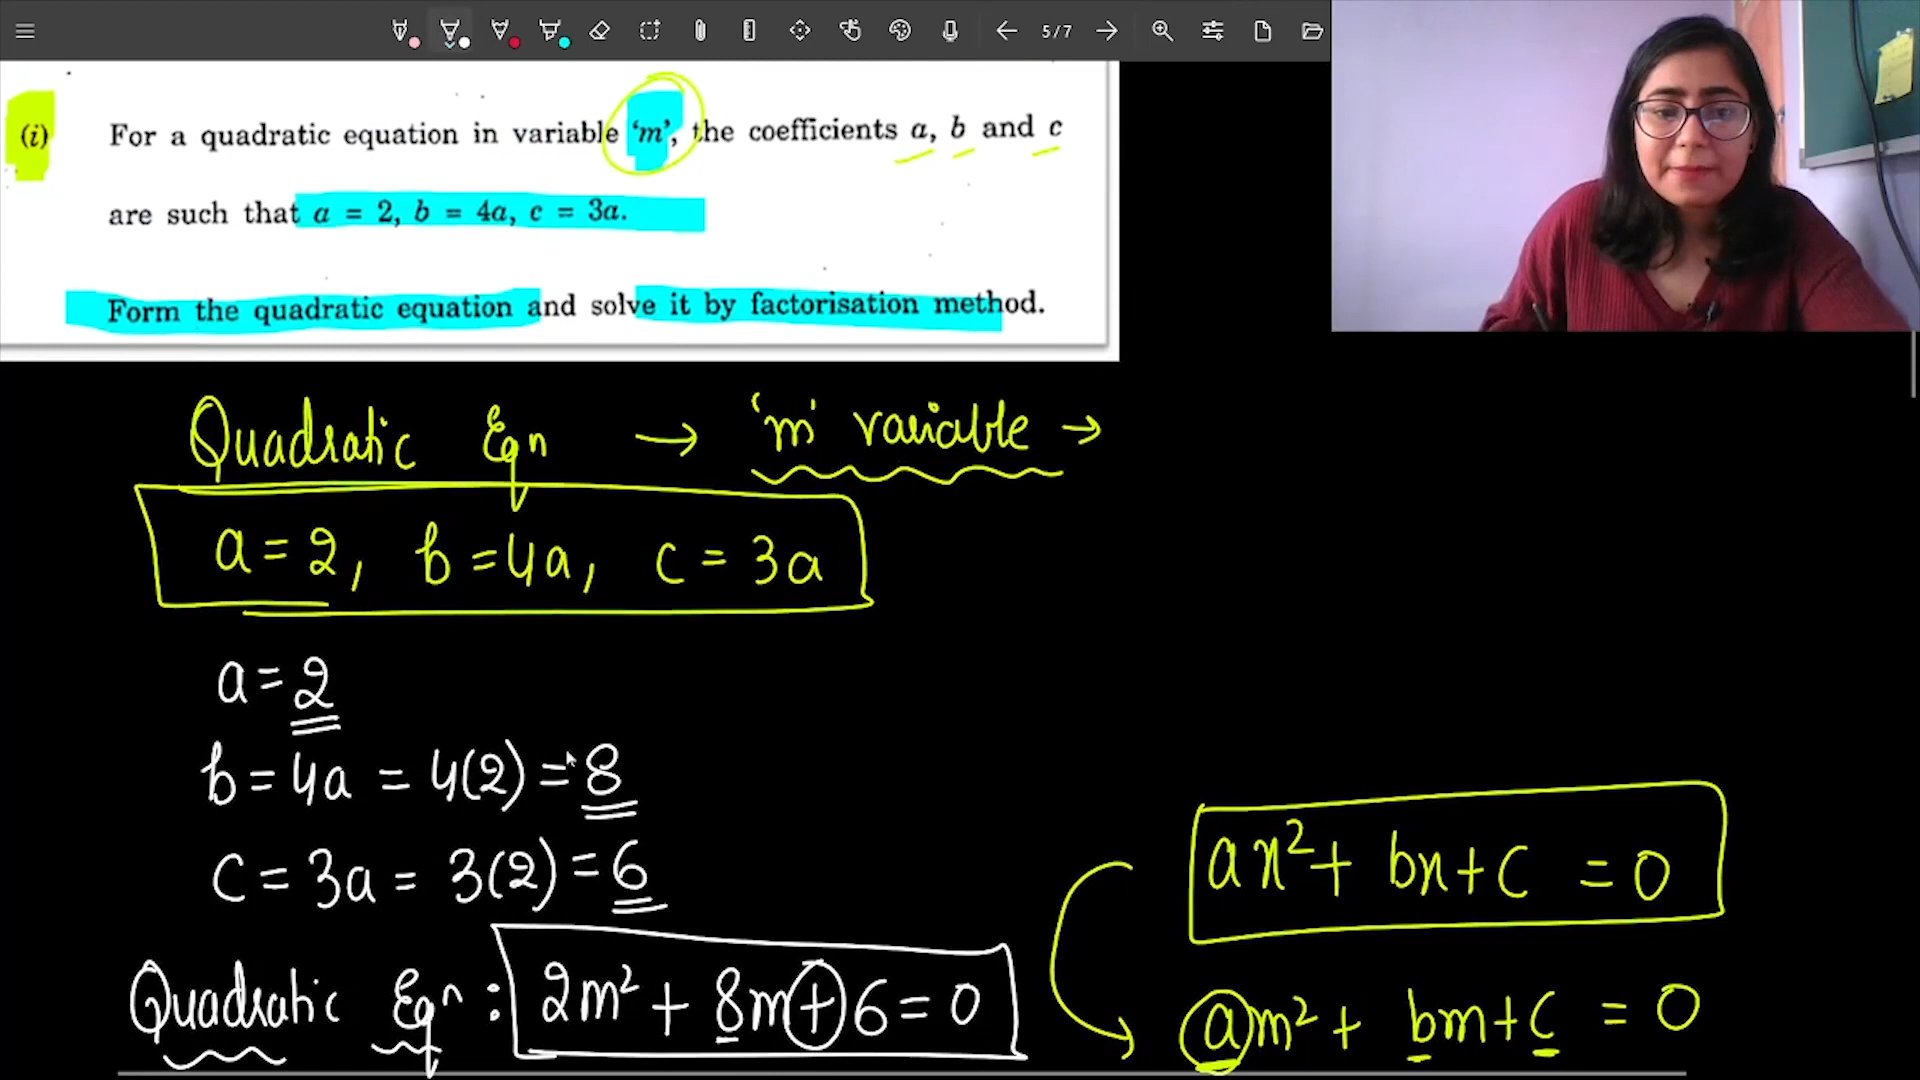 5/7
(i) For a quadratic equation in variable ‘m’, the coefficients a, b and c
are such that a = 2, b = 4a, c = 3a.
Form the quadratic equation and solve it by factorisation method.
Quadratic Eqn → ‘m’ variable →
a = 2, b = 4a, c = 3a
a = 2
b = 4a = 4(2) = 8
c = 3a = 3(2) = 6
ax² + bx + c = 0
Quadratic Eqn : 2m² + 8m + 6 = 0
am² + bm + c = 0